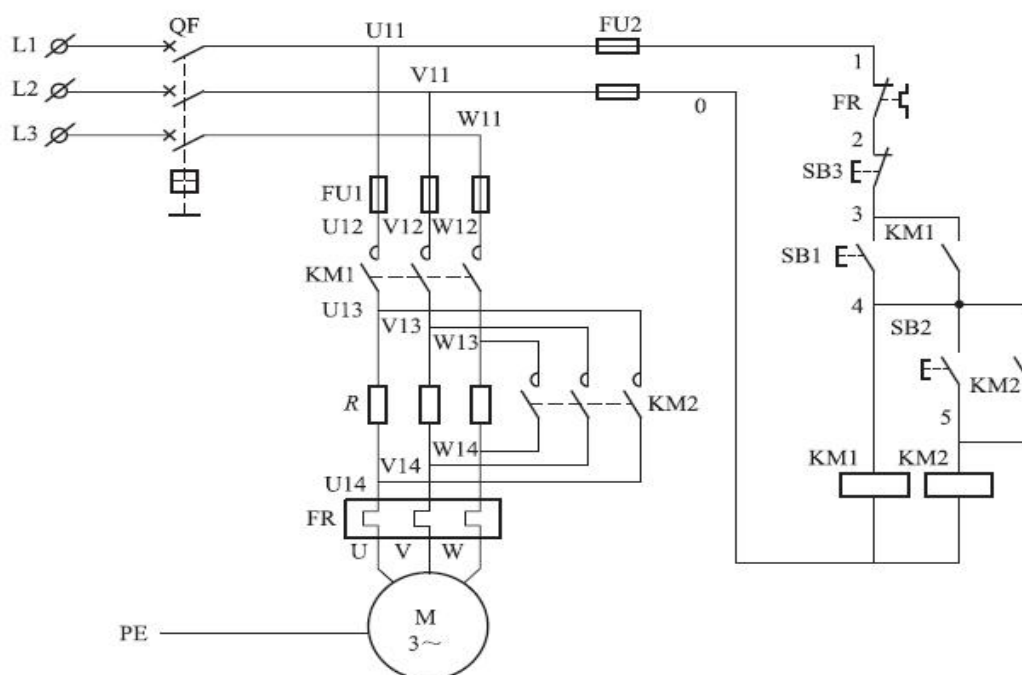 QF
U11
FU2
L1
1
V11
L2
0
FR
W11
L3
2
SB3
FU1
U12 V12 W12
3
KM1
SB1
KM1
U13
V13
4
SB2
W13
R
KM2
KM2
5
W14
V14
KM1 KM2
U14
FR
U V W
M
3～
PE